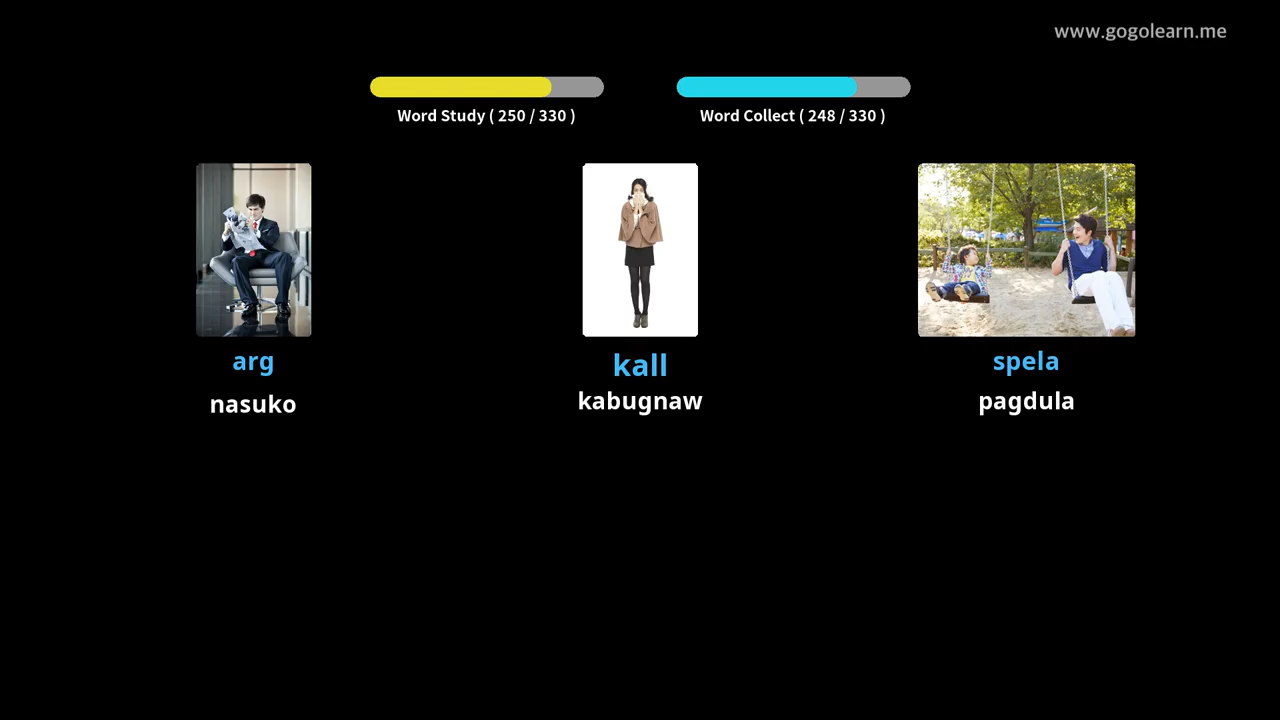 www.gogolearn.me
Word Study ( 250 / 330 )
Word Collect ( 248 / 330 )
arg
nasuko
kall
kabugnaw
spela
pagdula